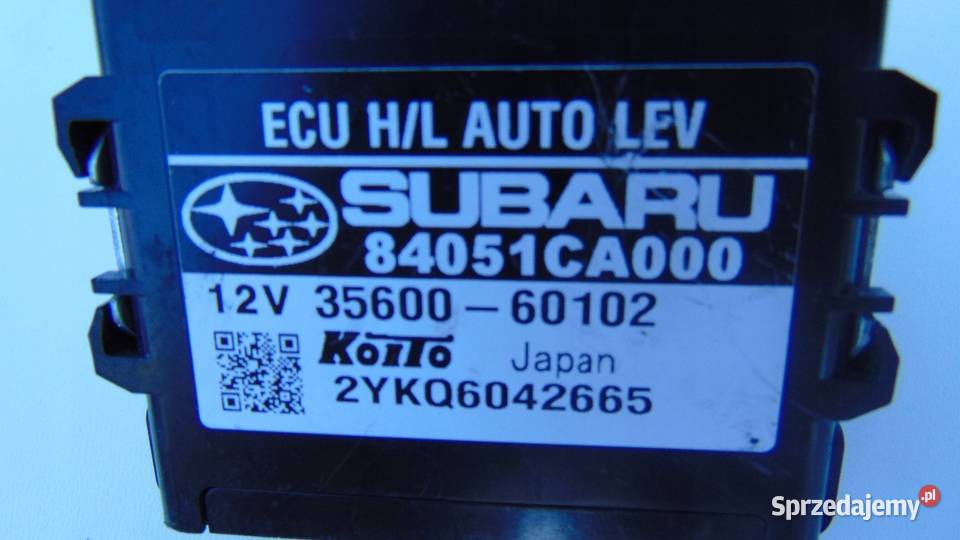 ECU H/L AUTO LEV
SUBARU
84051CA000
12V 35600-60102
KOITO Japan
2YKQ6042665
Sprzedajemy.pl